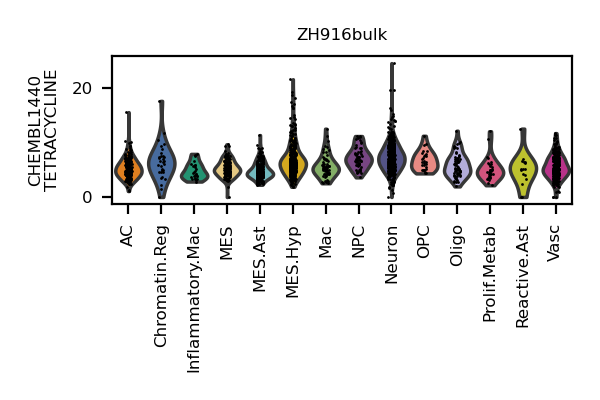 ZH916bulk
CHEMBL1440
TETRACYCLINE
20
0
AC
Chromatin.Reg
Inflammatory.Mac
MES
MES.Ast
MES.Hyp
Mac
NPC
Neuron
OPC
Oligo
Prolif.Metab
Reactive.Ast
Vasc